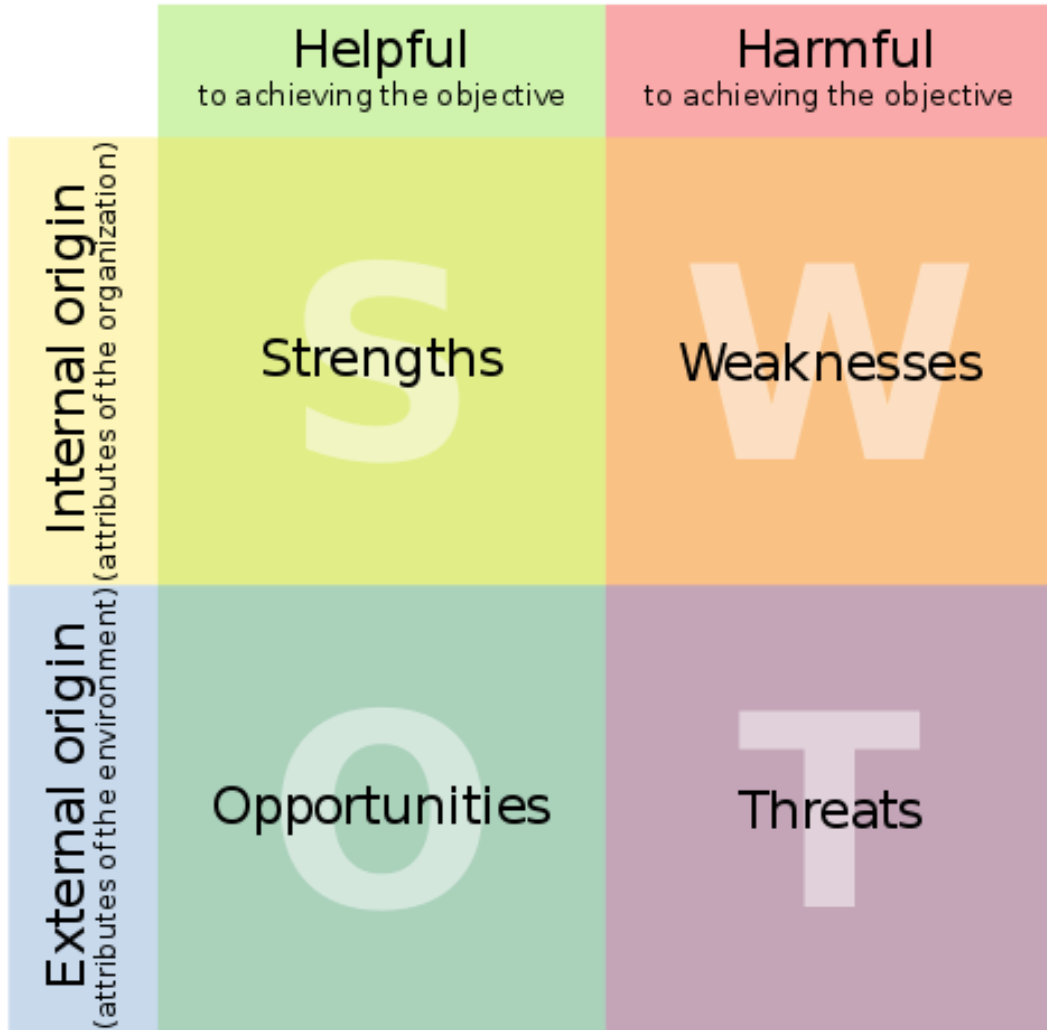 Helpful
to achieving the objective
Harmful
to achieving the objective
Internal origin
(attributes of the organization)
S
Strengths
W
Weaknesses
External origin
(attributes of the environment)
O
Opportunities
T
Threats